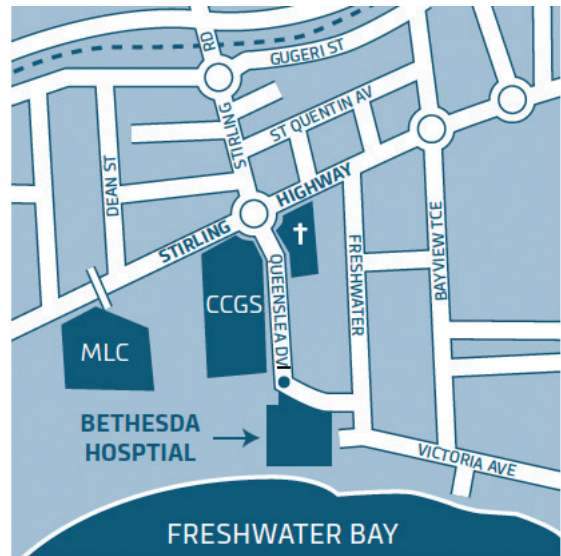 GUGERI ST
RD
STIRLING
ST QUENTIN AV
DEAN ST
STIRLING
HIGHWAY
CCGS
QUEENSLEA DV
FRESHWATER
BAYVIEW TCE
MLC
BETHESDA
HOSPTIAL
VICTORIA AVE
FRESHWATER BAY